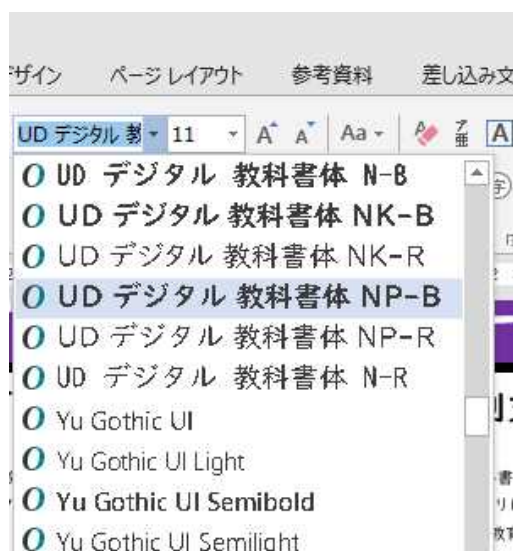 ザイン ページ レイアウト 参考資料 差し込み文
UD デジタル 教 11 A A Aa ア亜 A
O UD デジタル 教科書体 N-B
O UD デジタル 教科書体 NK-B
O UD デジタル 教科書体 NK-R
O UD デジタル 教科書体 NP-B
O UD デジタル 教科書体 NP-R
O UD デジタル 教科書体 N-R
O Yu Gothic UI
O Yu Gothic UI Light
O Yu Gothic UI Semibold
O Yu Gothic UI Semilight